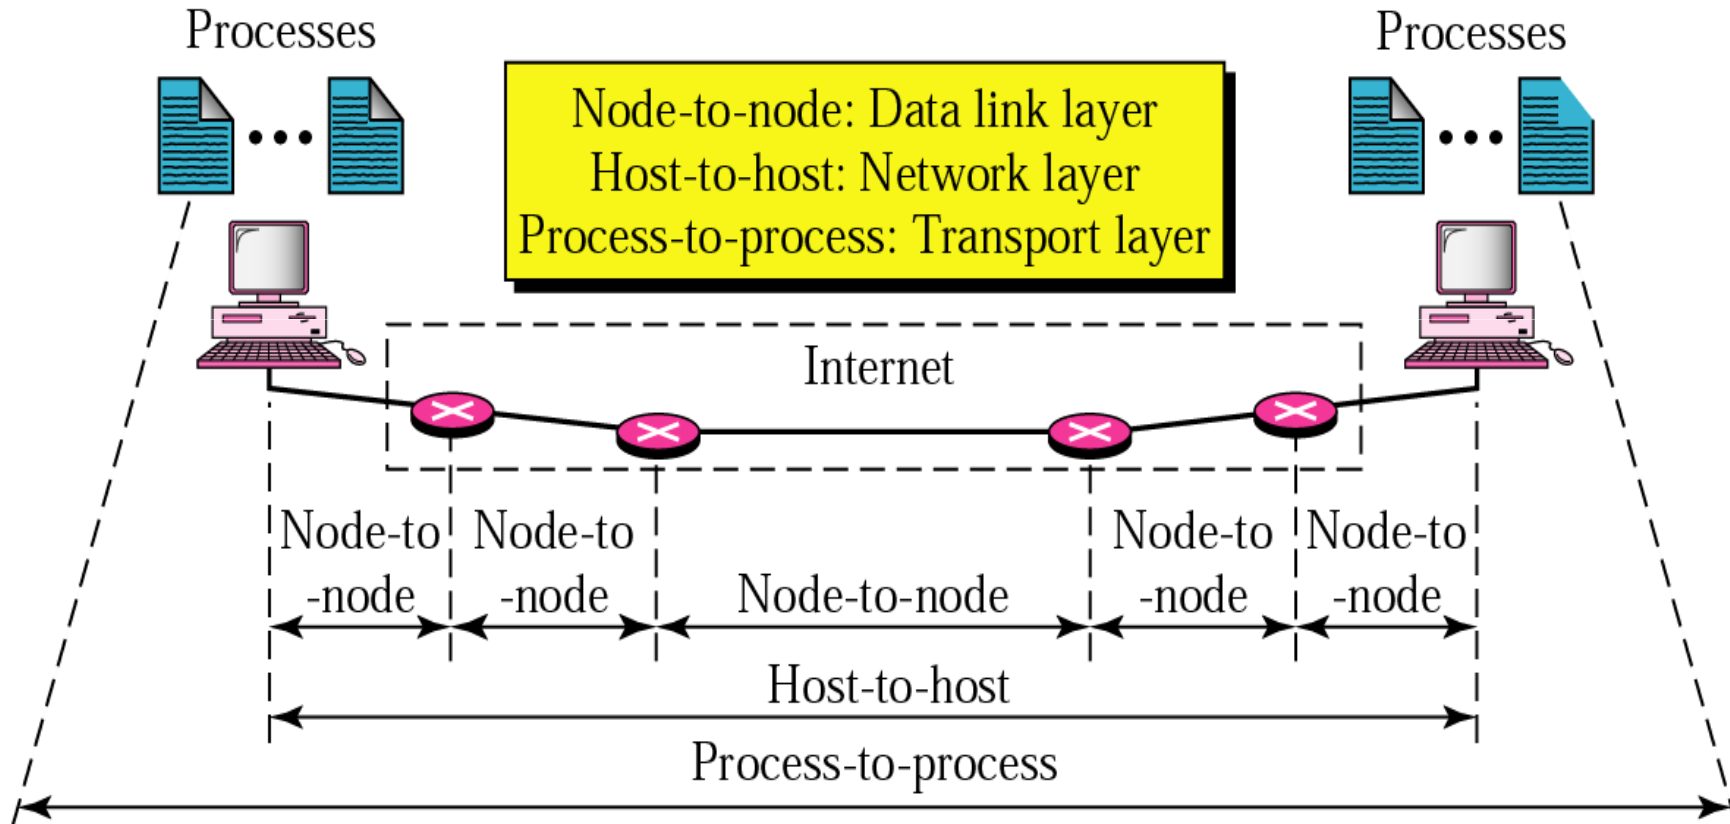 Processes
Processes
Node-to-node: Data link layer
Host-to-host: Network layer
Process-to-process: Transport layer
Internet
Node-to
-node
Node-to
-node
Node-to-node
Node-to
-node
Node-to
-node
Host-to-host
Process-to-process